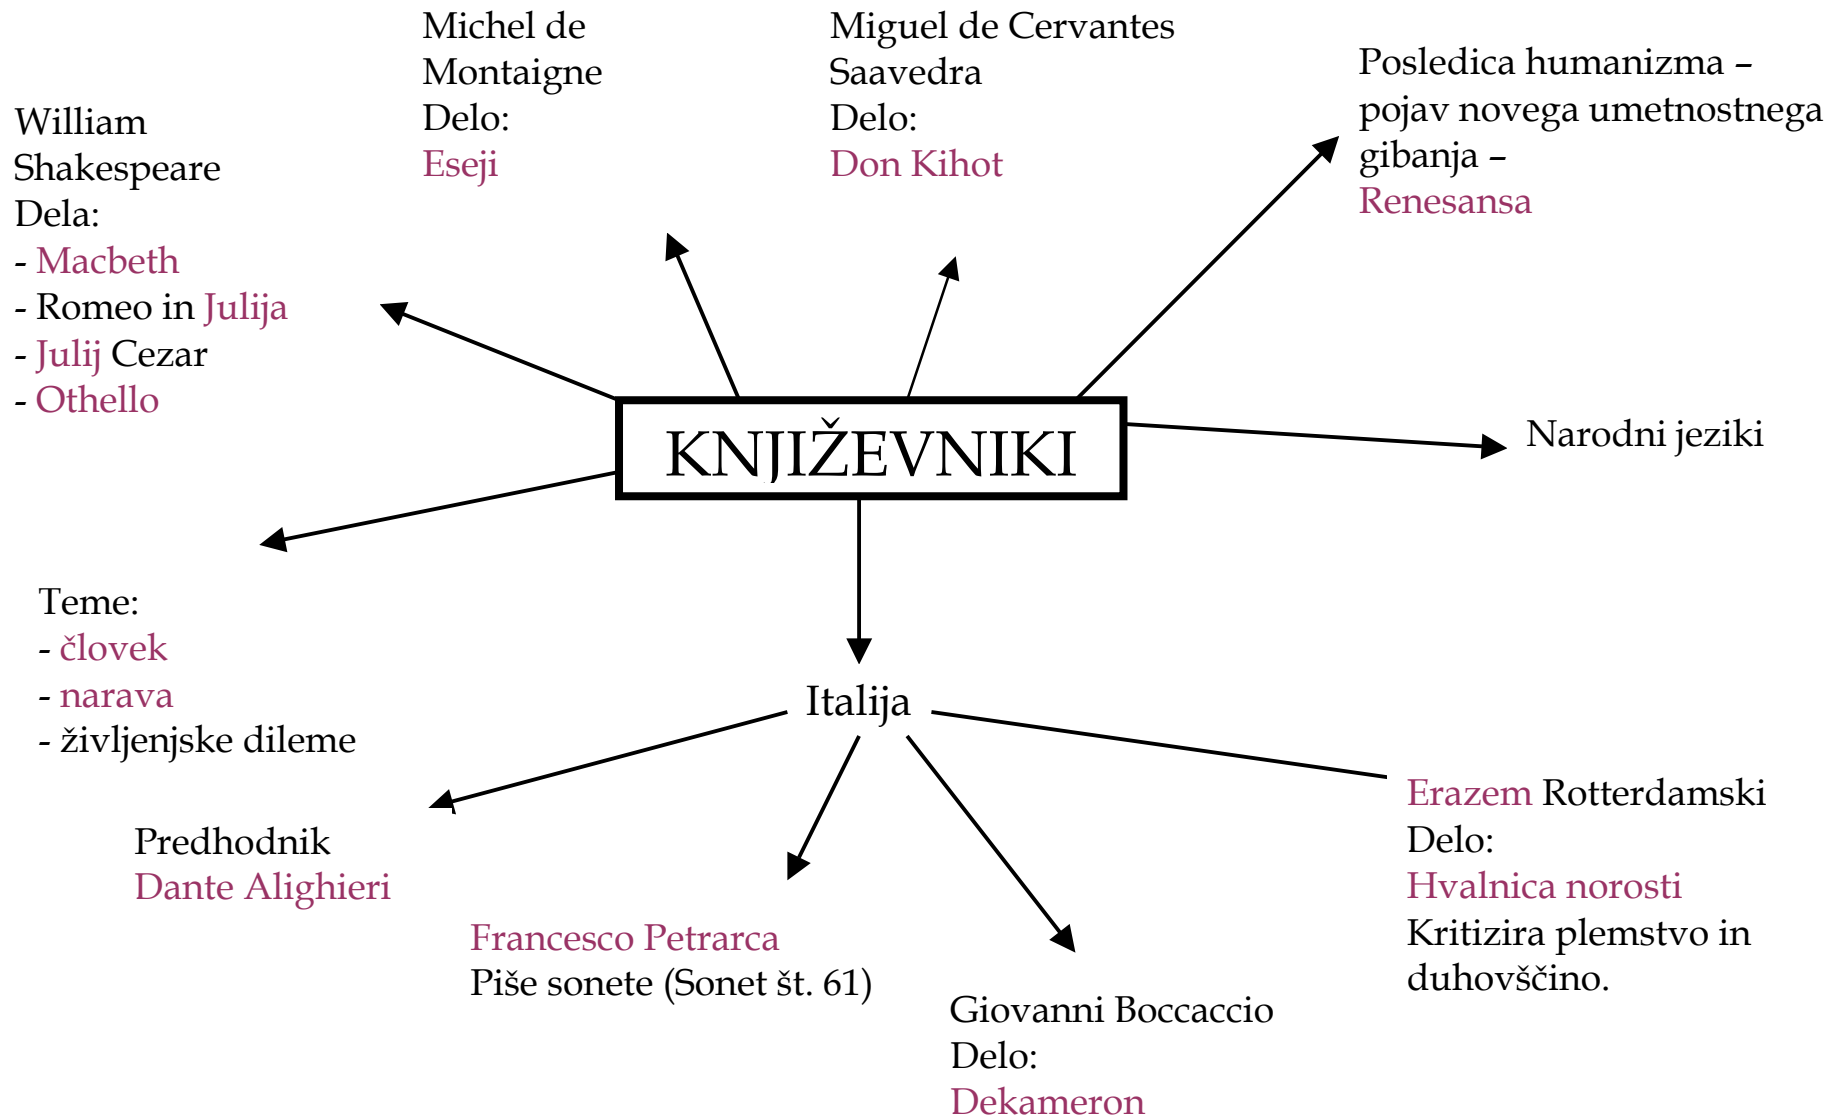 Michel de
Montaigne
Delo:
Eseji
Miguel de Cervantes
Saavedra
Delo:
Don Kihot
Posledica humanizma –
pojav novega umetnostnega
gibanja –
Renesansa
William
Shakespeare
Dela:
- Macbeth
- Romeo in Julija
- Julij Cezar
- Othello
KNJIŽEVNIKI
Narodni jeziki
Teme:
- človek
- narava
- življenjske dileme
Italija
Predhodnik
Dante Alighieri
Francesco Petrarca
Piše sonete (Sonet št. 61)
Giovanni Boccaccio
Delo:
Dekameron
Erazem Rotterdamski
Delo:
Hvalnica norosti
Kritizira plemstvo in
duhovščino.